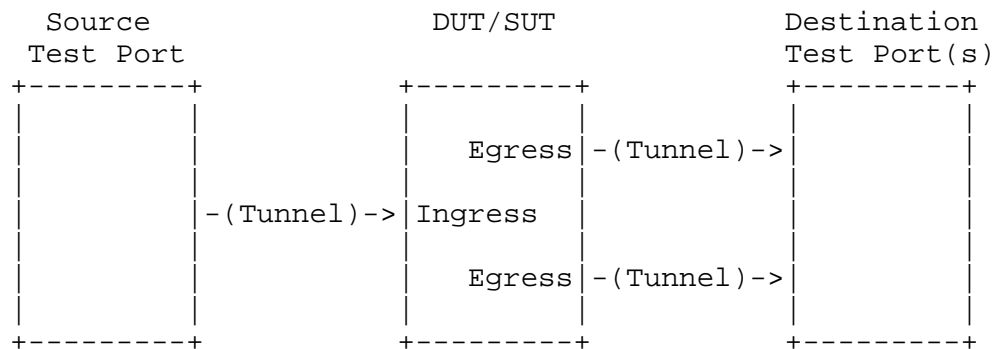 Source DUT/SUT Destination
Test Port Test Port(s)
+---------+ +---------+ +---------+
| | | | | |
| | | Egress|-(Tunnel)->| |
| | | | | |
| |-(Tunnel)->|Ingress | | |
| | | | | |
| | | Egress|-(Tunnel)->| |
| | | | | |
+---------+ +---------+ +---------+